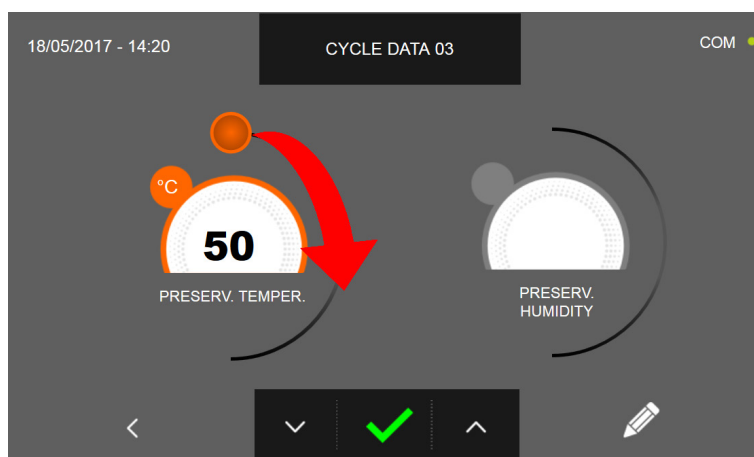 18/05/2017 - 14:20
CYCLE DATA 03
COM
°C
50
PRESERV. TEMPER.
PRESERV.
HUMIDITY